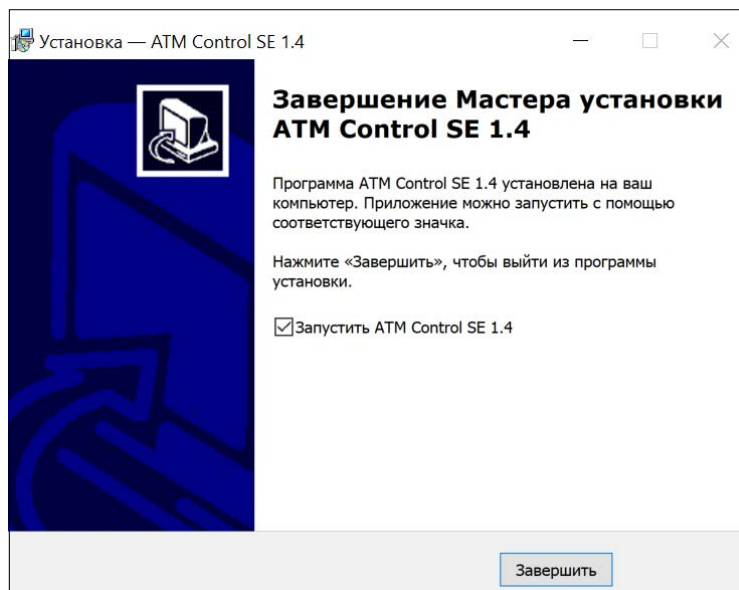 Установка — ATM Control SE 1.4
Завершение Мастера установки
ATM Control SE 1.4
Программа ATM Control SE 1.4 установлена на ваш
компьютер. Приложение можно запустить с помощью
соответствующего значка.
Нажмите «Завершить», чтобы выйти из программы
установки.
Запустить ATM Control SE 1.4
Завершить